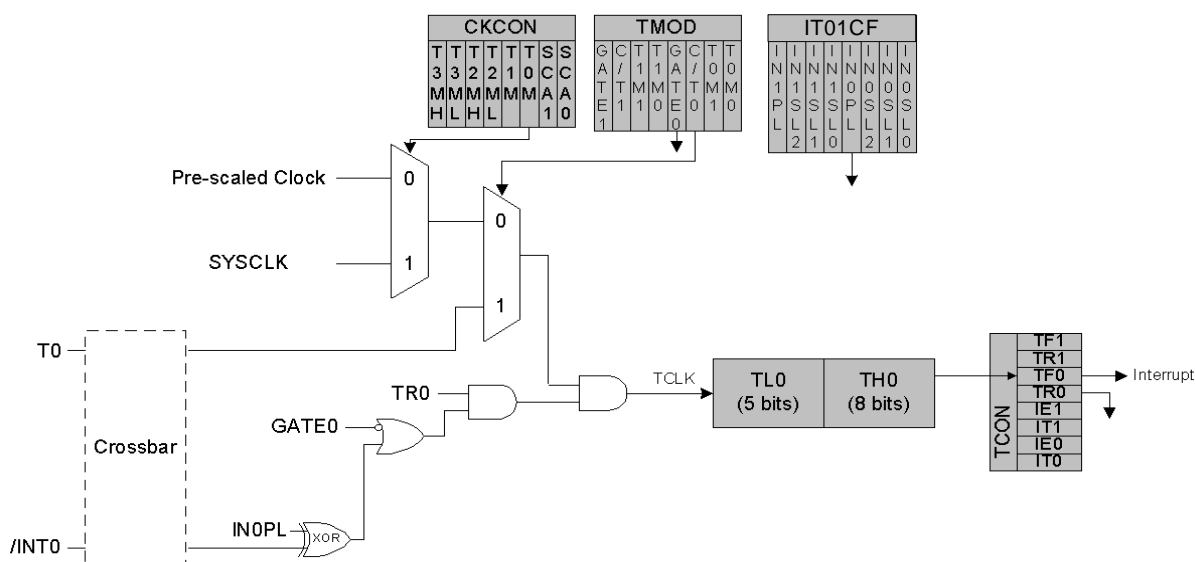 CKCON
T3MH
T3ML
T2MH
T2ML
T1M
T0M
SCA1
SCA0
TMOD
GATE1
C/T1
T1M1
T1M0
GATE0
C/T0
T0M1
T0M0
IT01CF
IN1PL
IN1SL2
IN1SL1
IN1SL0
IN0PL
IN0SL2
IN0SL1
IN0SL0
Pre-scaled Clock
0
SYSCLK
1
0
1
T0
Crossbar
/INT0
GATE0
IN0PL
XOR
TR0
TCLK
TL0
(5 bits)
TH0
(8 bits)
TCON
TF1
TR1
TF0
TR0
IE1
IT1
IE0
IT0
Interrupt